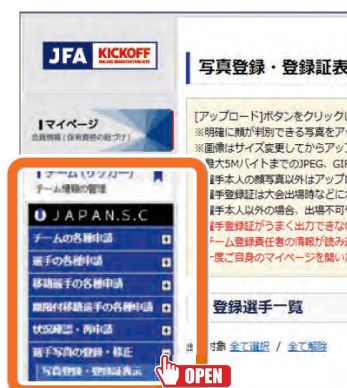 JFA KICKOFF
ONLINE REGISTRATION SITE
写真登録・登録証表
マイページ
会員情報(保有資格の紐づけ)
[アップロード]ボタンをクリックし
※明確に顔が判別できる写真をアッ
※画像はサイズ変更してからアップ
最大5MバイトまでのJPEG、GIF
選手本人の顔写真以外はアップ
選手登録証は大会出場時などに
選手本人以外の場合、出場不可
選手登録証がうまく出力できない
チーム登録責任者の情報が読み
一度ご自身のマイページを開い
チーム(サッカー)
チーム情報の管理
JAPAN.S.C
チームの各種申請
選手の各種申請
移籍選手の各種申請
期限付移籍選手の各種申請
状況確認・再申請
選手写真の登録・修正
写真登録・登録証表示
OPEN
登録選手一覧
対象 全て選択 / 全て解除